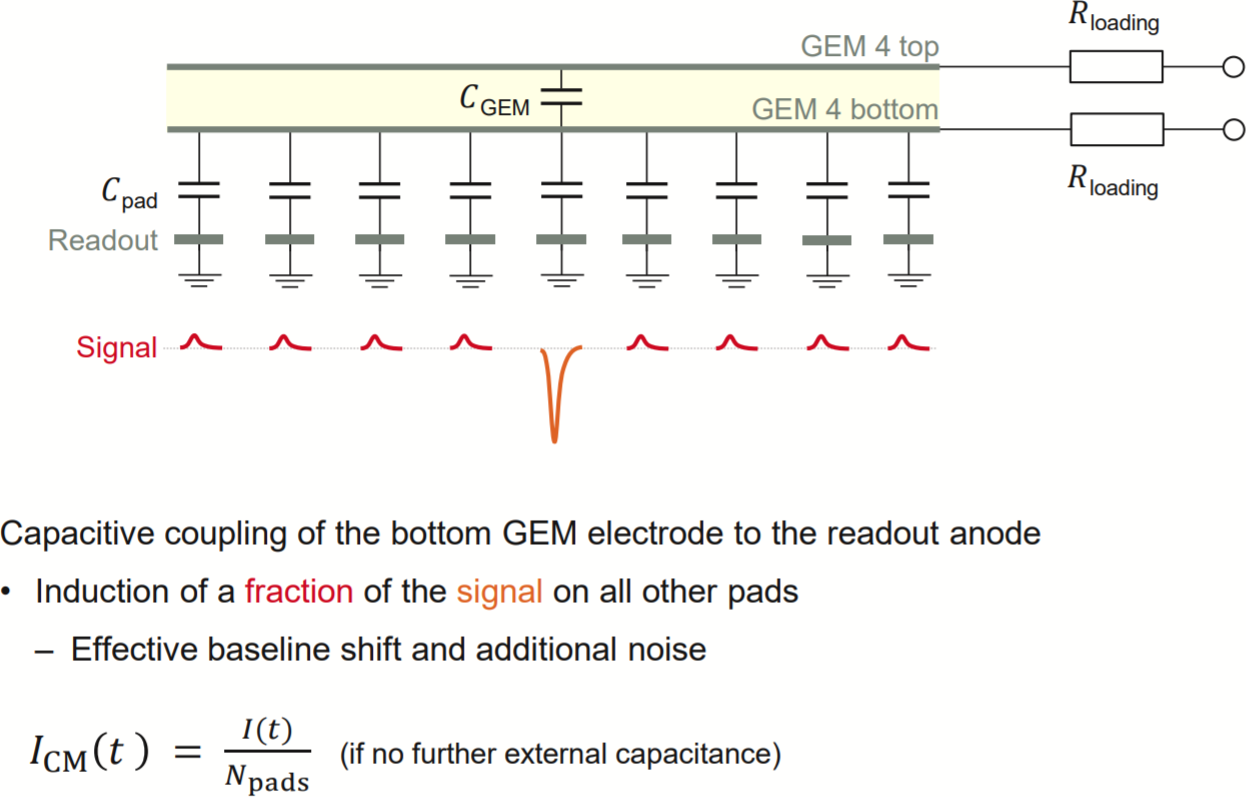 R_loading
GEM 4 top
C_GEM
GEM 4 bottom
C_pad
R_loading
Readout
Signal
Capacitive coupling of the bottom GEM electrode to the readout anode
• Induction of a fraction of the signal on all other pads
– Effective baseline shift and additional noise
I_CM(t) = I(t)/N_pads (if no further external capacitance)